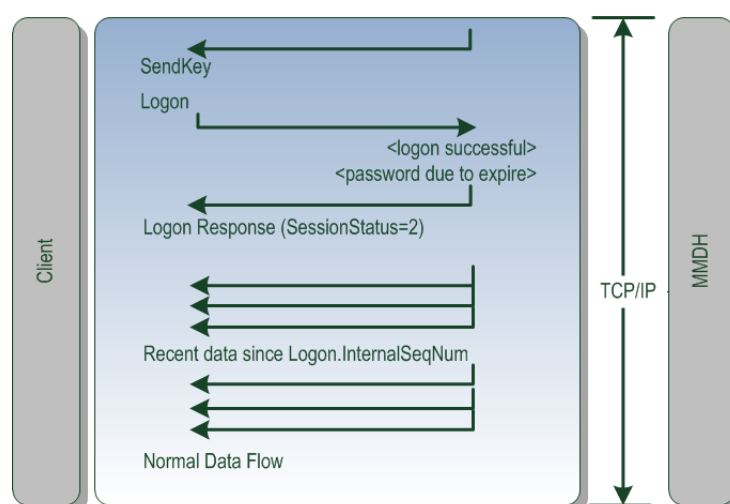 SendKey
Logon
<logon successful>
<password due to expire>
Logon Response (SessionStatus=2)
Client
TCP/IP
MMDH
Recent data since Logon.InternalSeqNum
Normal Data Flow